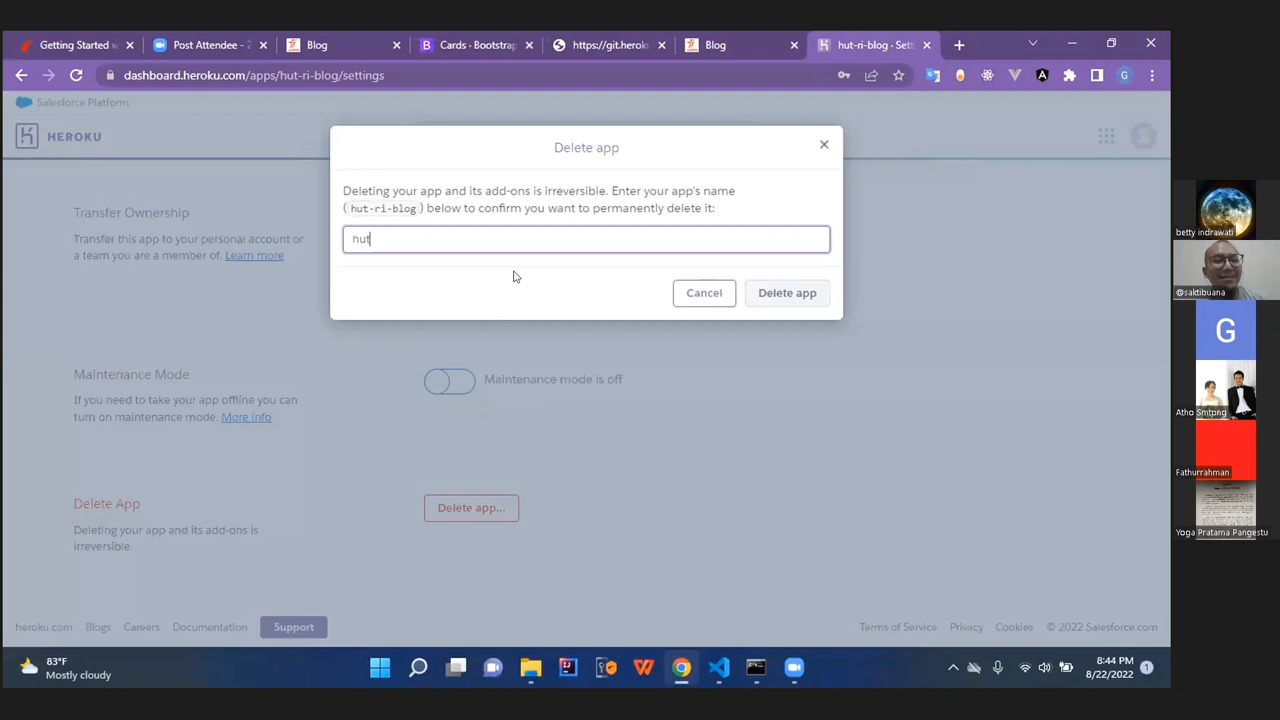 Getting Started w
Post Attendee - Z
Blog
Cards · Bootstrap
https://git.heroku
Blog
hut-ri-blog · Sett
dashboard.heroku.com/apps/hut-ri-blog/settings
G
Salesforce Platform
HEROKU
Delete app
Deleting your app and its add-ons is irreversible. Enter your app's name
( hut-ri-blog ) below to confirm you want to permanently delete it:
hut
Cancel
Delete app
Transfer Ownership
Transfer this app to your personal account or
a team you are a member of. Learn more
Maintenance Mode
If you need to take your app offline you can
turn on maintenance mode. More info
Maintenance mode is off
Delete App
Deleting your app and its add-ons is
irreversible.
Delete app...
heroku.com Blogs Careers Documentation Support
Terms of Service Privacy Cookies © 2022 Salesforce.com
83°F
Mostly cloudy
8:44 PM
8/22/2022
1
betty indrawati
@saktibuana
G
Atho Smtpng
Fathurrahman
Yoga Pratama Pangestu